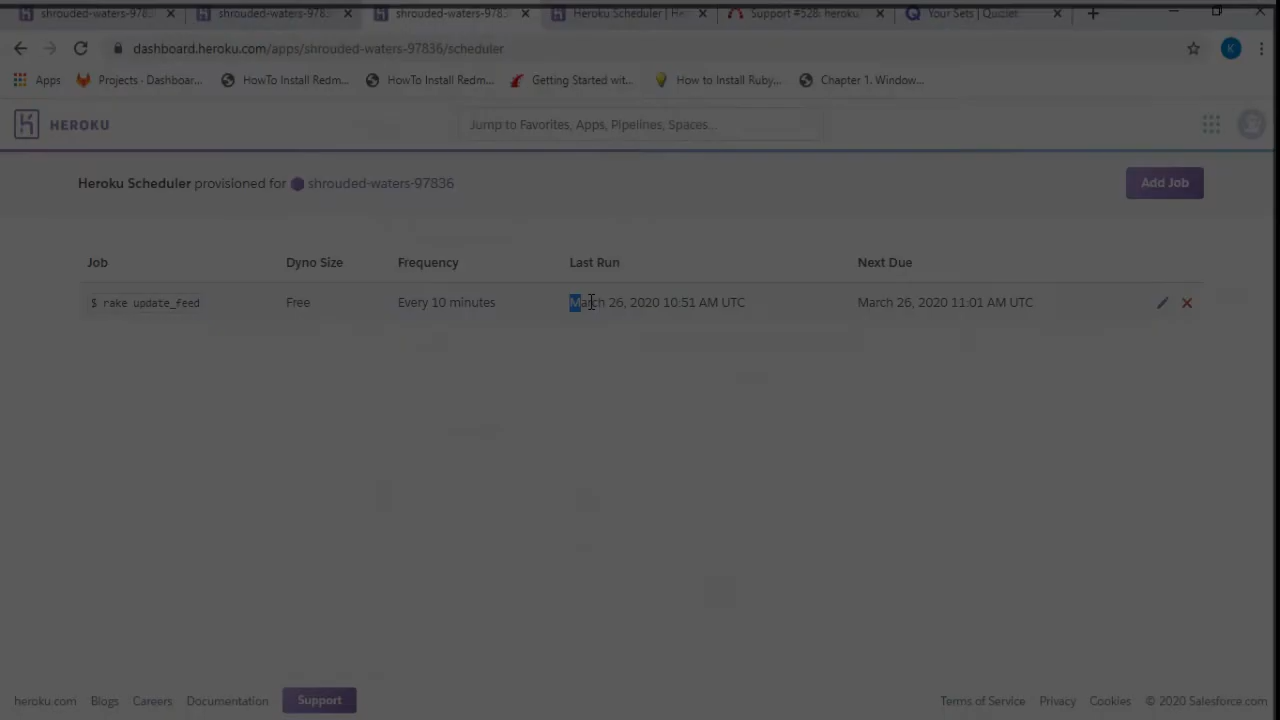 shrouded-waters-9783
shrouded-waters-9783
shrouded-waters-9783
Heroku Scheduler | He
Support #528: heroku
Your Sets | Quizlet
dashboard.heroku.com/apps/shrouded-waters-97836/scheduler
K
Apps
Projects · Dashboar...
HowTo Install Redm...
HowTo Install Redm...
Getting Started wit...
How to Install Ruby...
Chapter 1. Window...
HEROKU
Jump to Favorites, Apps, Pipelines, Spaces...
Heroku Scheduler provisioned for shrouded-waters-97836
Add Job
Job Dyno Size Frequency Last Run Next Due
$ rake update_feed Free Every 10 minutes March 26, 2020 10:51 AM UTC March 26, 2020 11:01 AM UTC
heroku.com Blogs Careers Documentation Support
Terms of Service Privacy Cookies © 2020 Salesforce.com